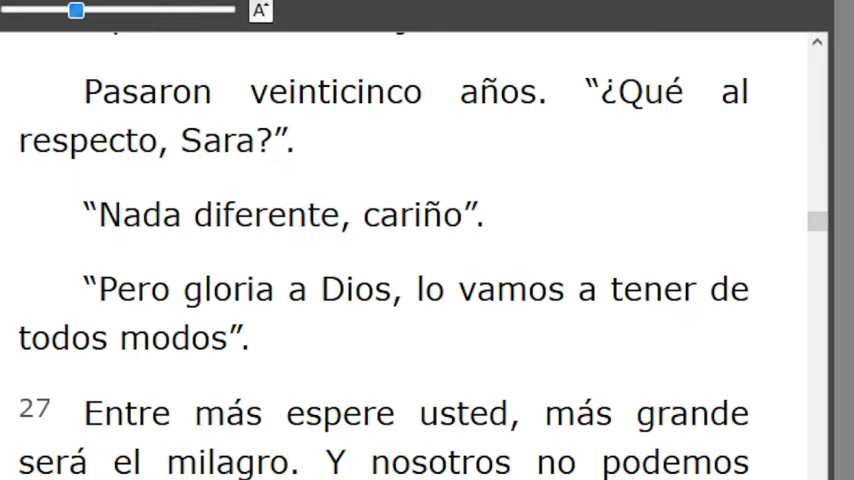 A
Pasaron veinticinco años. “¿Qué al
respecto, Sara?”.
“Nada diferente, cariño”.
“Pero gloria a Dios, lo vamos a tener de
todos modos”.
27 Entre más espere usted, más grande
será el milagro. Y nosotros no podemos